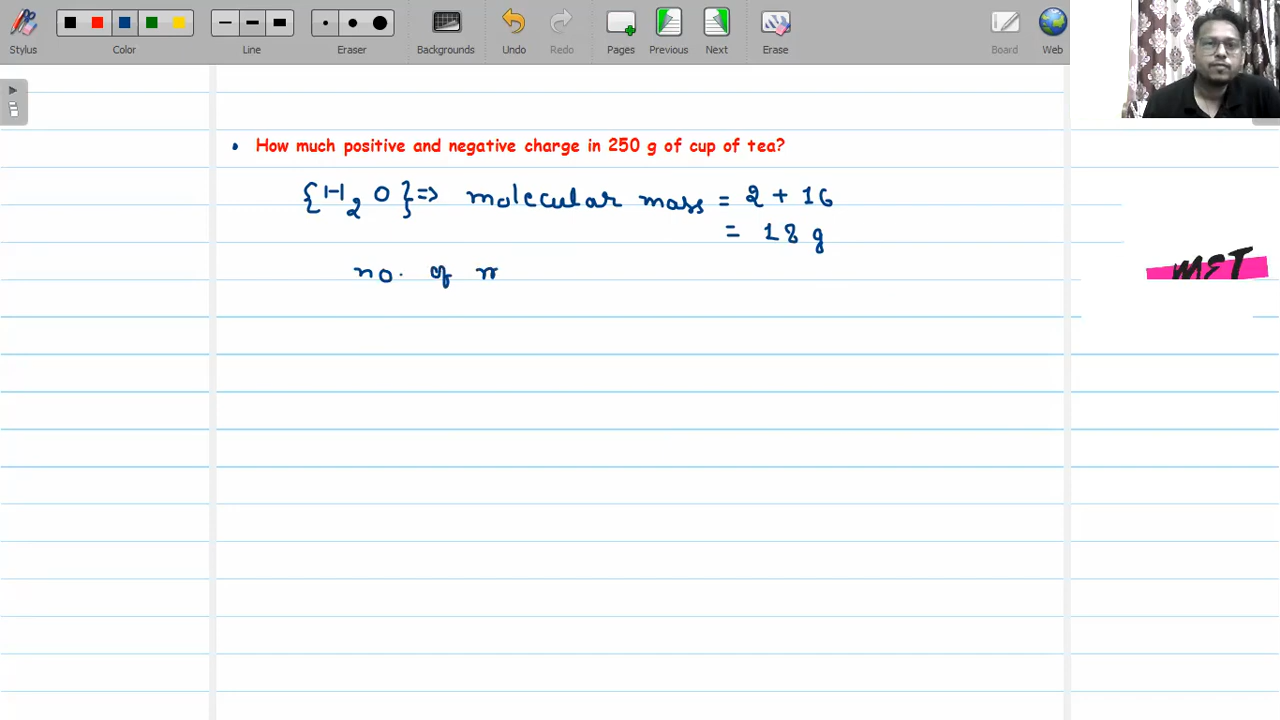 Stylus
Color
Line
Eraser
Backgrounds
Undo
Redo
Pages
Previous
Next
Erase
Board
Web
• How much positive and negative charge in 250 g of cup of tea?
{H₂O} => molecular mass = 2 + 16
= 18 g
no. of